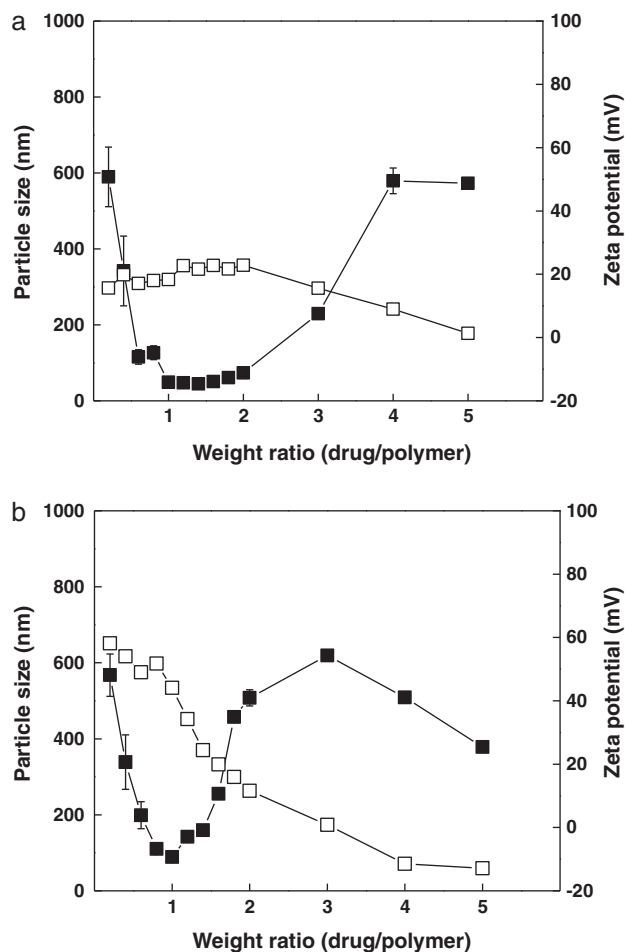 a
1000
800
600
400
200
0
Particle size (nm)
100
80
60
40
20
0
-20
Zeta potential (mV)
1 2 3 4 5
Weight ratio (drug/polymer)
b
1000
800
600
400
200
0
Particle size (nm)
100
80
60
40
20
0
-20
Zeta potential (mV)
1 2 3 4 5
Weight ratio (drug/polymer)